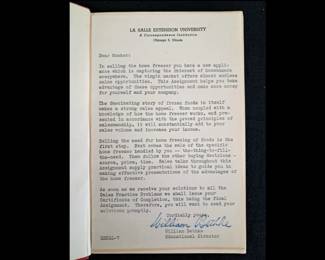 LA SALLE EXTENSION UNIVERSITY
A Correspondence Institution
Chicago 5, Illinois
Dear Member:
In selling the home freezer you have a new appli-
ance which is capturing the interest of homemakers
everywhere. The virgin market offers almost endless
sales opportunities. This Assignment helps you take
advantage of these opportunities and make more money
for yourself and your company.
The fascinating story of frozen foods in itself
makes a strong sales appeal. When coupled with a
knowledge of how the home freezer works, and pre-
sented in accordance with the proved principles of
salesmanship, it will substantially add to your
sales volume and increase your income.
Selling the need for home freezing of foods is the
first step. Next comes the sale of the specific
home freezer handled by you -- the-thing-to-fill-
the-need. Then follow the other buying decisions -
source, price, time. Sales talks throughout this
Assignment supply practical ideas to guide you in
making effective presentations of the advantages of
the home freezer.
As soon as we receive your solutions to all the
Sales Practice Problems we shall issue your
Certificate of Completion, this being the final
Assignment. Therefore, you will want to send your
solutions promptly.
Cordially yours,
William Bethke
William Bethke
Educational Director